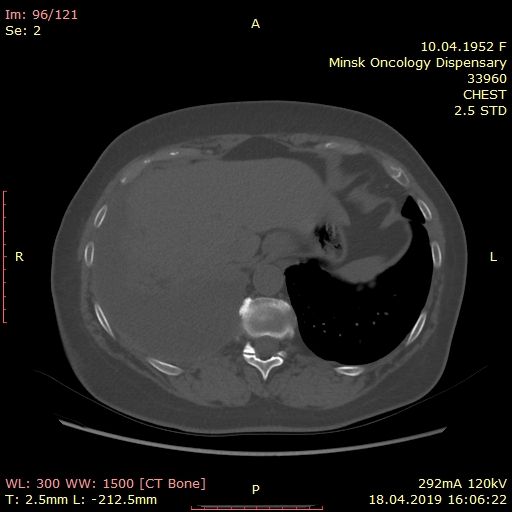 Im: 96/121
Se: 2
A
10.04.1952 F
Minsk Oncology Dispensary
33960
CHEST
2.5 STD
R
L
WL: 300 WW: 1500 [CT Bone]
T: 2.5mm L: -212.5mm
P
292mA 120kV
18.04.2019 16:06:22